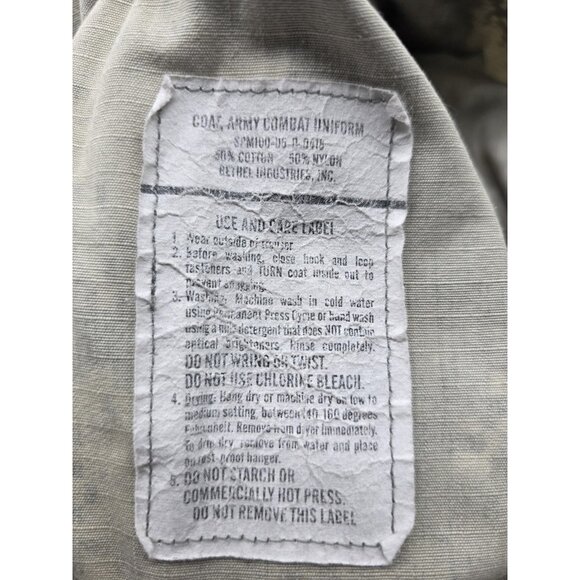 COAT, ARMY COMBAT UNIFORM
50% COTTON 50% NYLON
BETHEL INDUSTRIES, INC.
USE AND CARE LABEL
1. Wear outside of trouser
2. Before washing, close hook and loop
fasteners and TURN coat inside out to
prevent snagging.
3. Washing. Machine wash in cold water
using Permanent Press Cycle or hand wash
using a mild detergent that does NOT contain
optical brighteners. Rinse completely.
DO NOT WRING OR TWIST.
DO NOT USE CHLORINE BLEACH.
4. Drying: Hang dry or machine dry on low to
medium setting, between (40-160 degrees
Fahrenheit. Remove from dryer immediately.
To drip dry, remove from water and place
on rust-proof hanger.
5. DO NOT STARCH OR
COMMERCIALLY HOT PRESS.
DO NOT REMOVE THIS LABEL